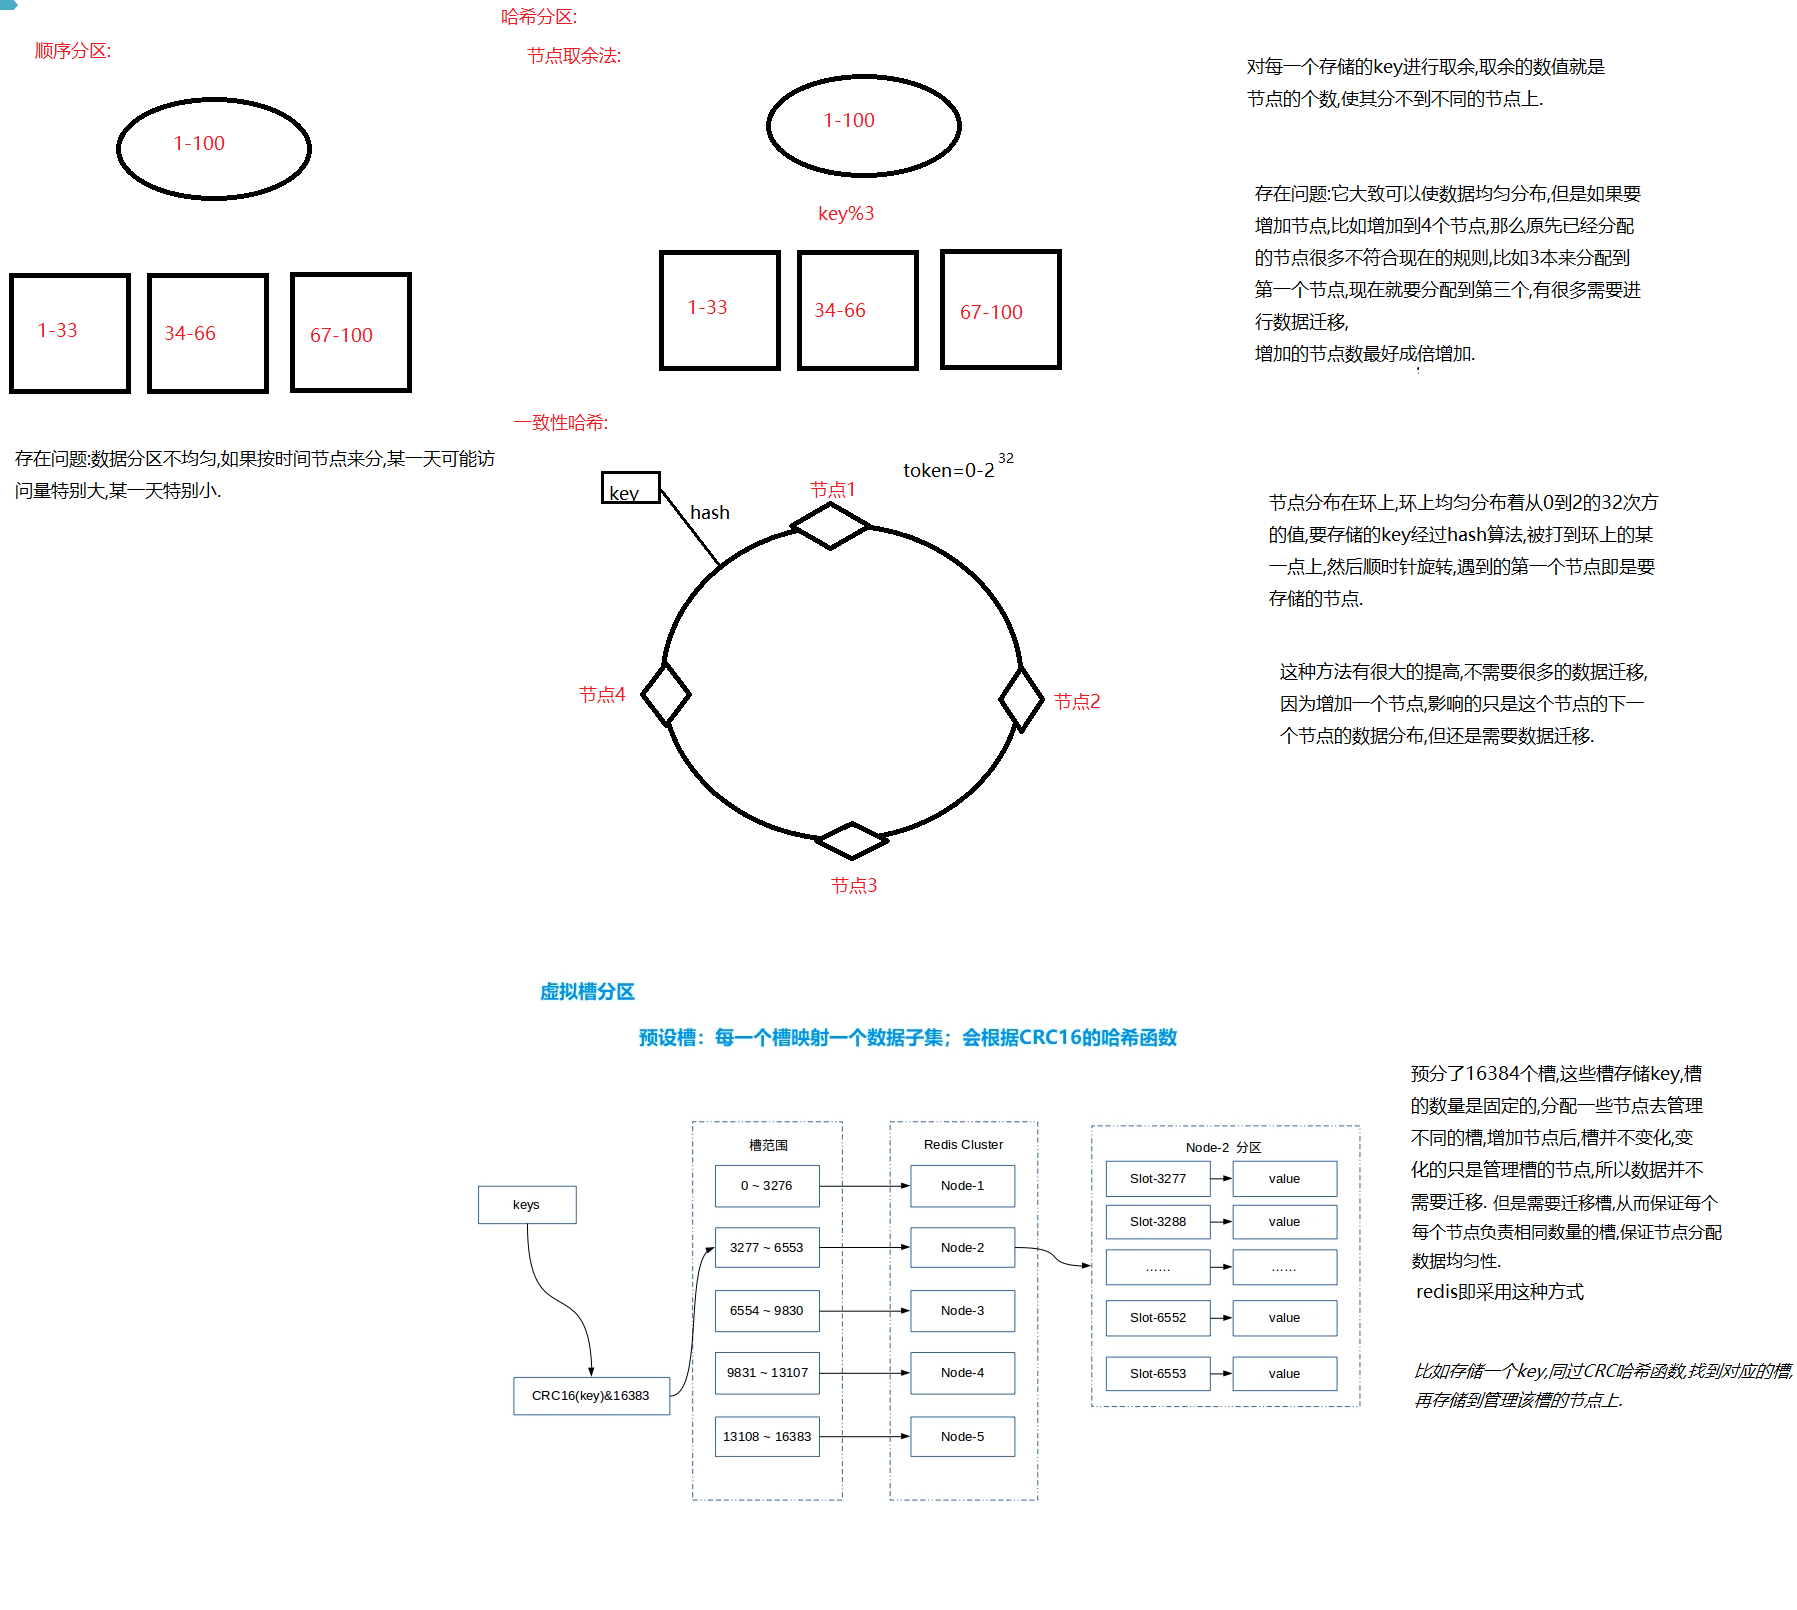 顺序分区:
1-100
1-33
34-66
67-100
存在问题:数据分区不均匀,如果按时间节点来分,某一天可能访
问量特别大,某一天特别小.
哈希分区:
节点取余法:
1-100
key%3
1-33
34-66
67-100
对每一个存储的key进行取余,取余的数值就是
节点的个数,使其分不到不同的节点上.
存在问题:它大致可以使数据均匀分布,但是如果要
增加节点,比如增加到4个节点,那么原先已经分配
的节点很多不符合现在的规则,比如3本来分配到
第一个节点,现在就要分配到第三个,有很多需要进
行数据迁移,
增加的节点数最好成倍增加.
一致性哈希:
key
hash
token=0-2 32
节点1
节点4
节点2
节点3
节点分布在环上,环上均匀分布着从0到2的32次方
的值,要存储的key经过hash算法,被打到环上的某
一点上,然后顺时针旋转,遇到的第一个节点即是要
存储的节点.
这种方法有很大的提高,不需要很多的数据迁移,
因为增加一个节点,影响的只是这个节点的下一
个节点的数据分布,但还是需要数据迁移.
虚拟槽分区
预设槽：每一个槽映射一个数据子集；会根据CRC16的哈希函数
keys
CRC16(key)&16383
槽范围
0 ~ 3276
3277 ~ 6553
6554 ~ 9830
9831 ~ 13107
13108 ~ 16383
Redis Cluster
Node-1
Node-2
Node-3
Node-4
Node-5
Node-2 分区
Slot-3277
value
Slot-3288
value
……
……
Slot-6552
value
Slot-6553
value
预分了16384个槽,这些槽存储key,槽
的数量是固定的,分配一些节点去管理
不同的槽,增加节点后,槽并不变化,变
化的只是管理槽的节点,所以数据并不
需要迁移. 但是需要迁移槽,从而保证每个
每个节点负责相同数量的槽,保证节点分配
数据均匀性.
redis即采用这种方式
比如存储一个key,同过CRC哈希函数,找到对应的槽,
再存储到管理该槽的节点上.